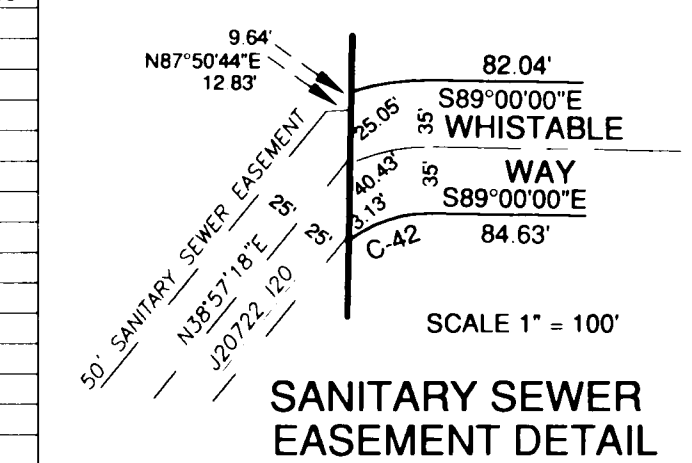 9.64'
N87°50'44"E
12.83'
82.04'
S89°00'00"E
25.05'
35'
WHISTABLE
WAY
40.43'
35'
S89°00'00"E
3.13'
C-42
84.63'
50' SANITARY SEWER EASEMENT
25'
25'
N38°57'18"E
J20722_I20
SCALE 1" = 100'
SANITARY SEWER
EASEMENT DETAIL